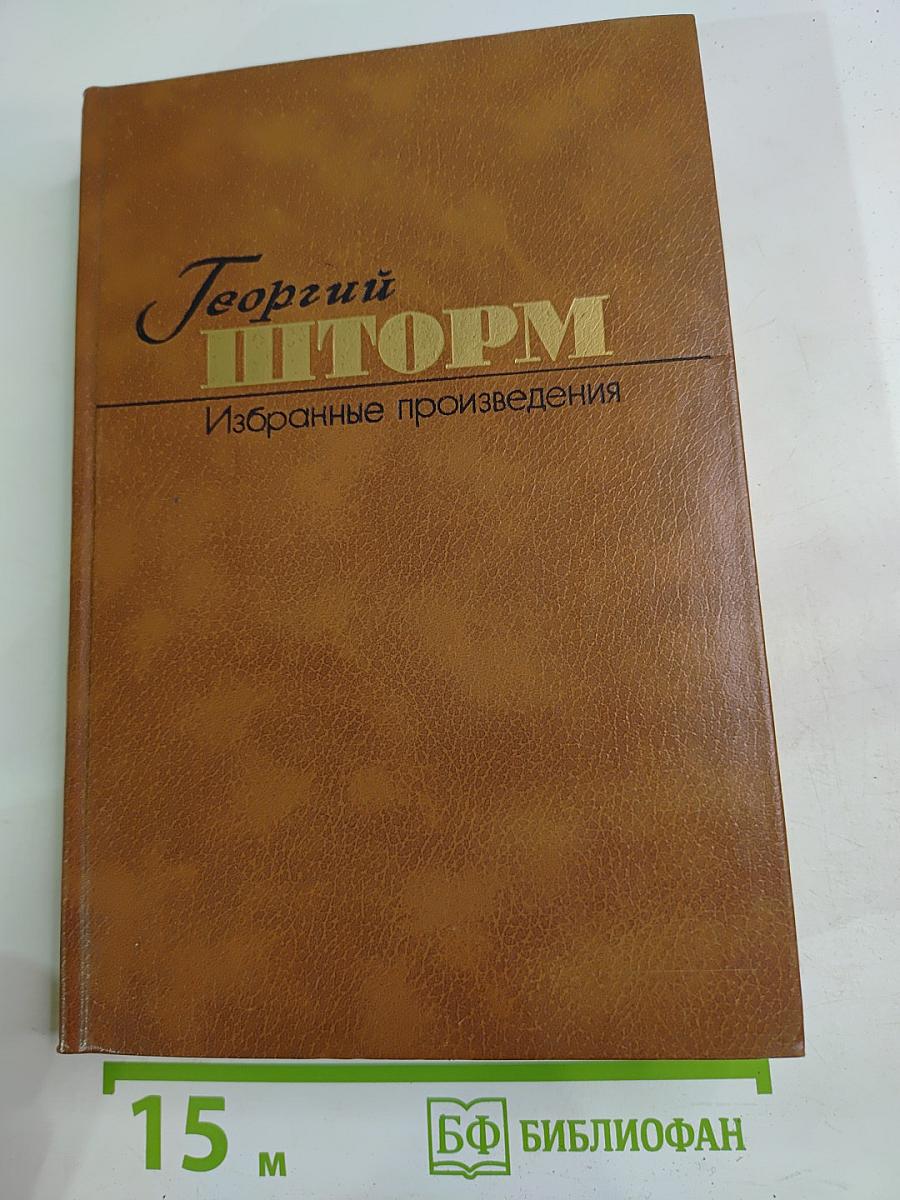 Георгий
ШТОРМ
Избранные произведения
15 м
БФ БИБЛИОФАН